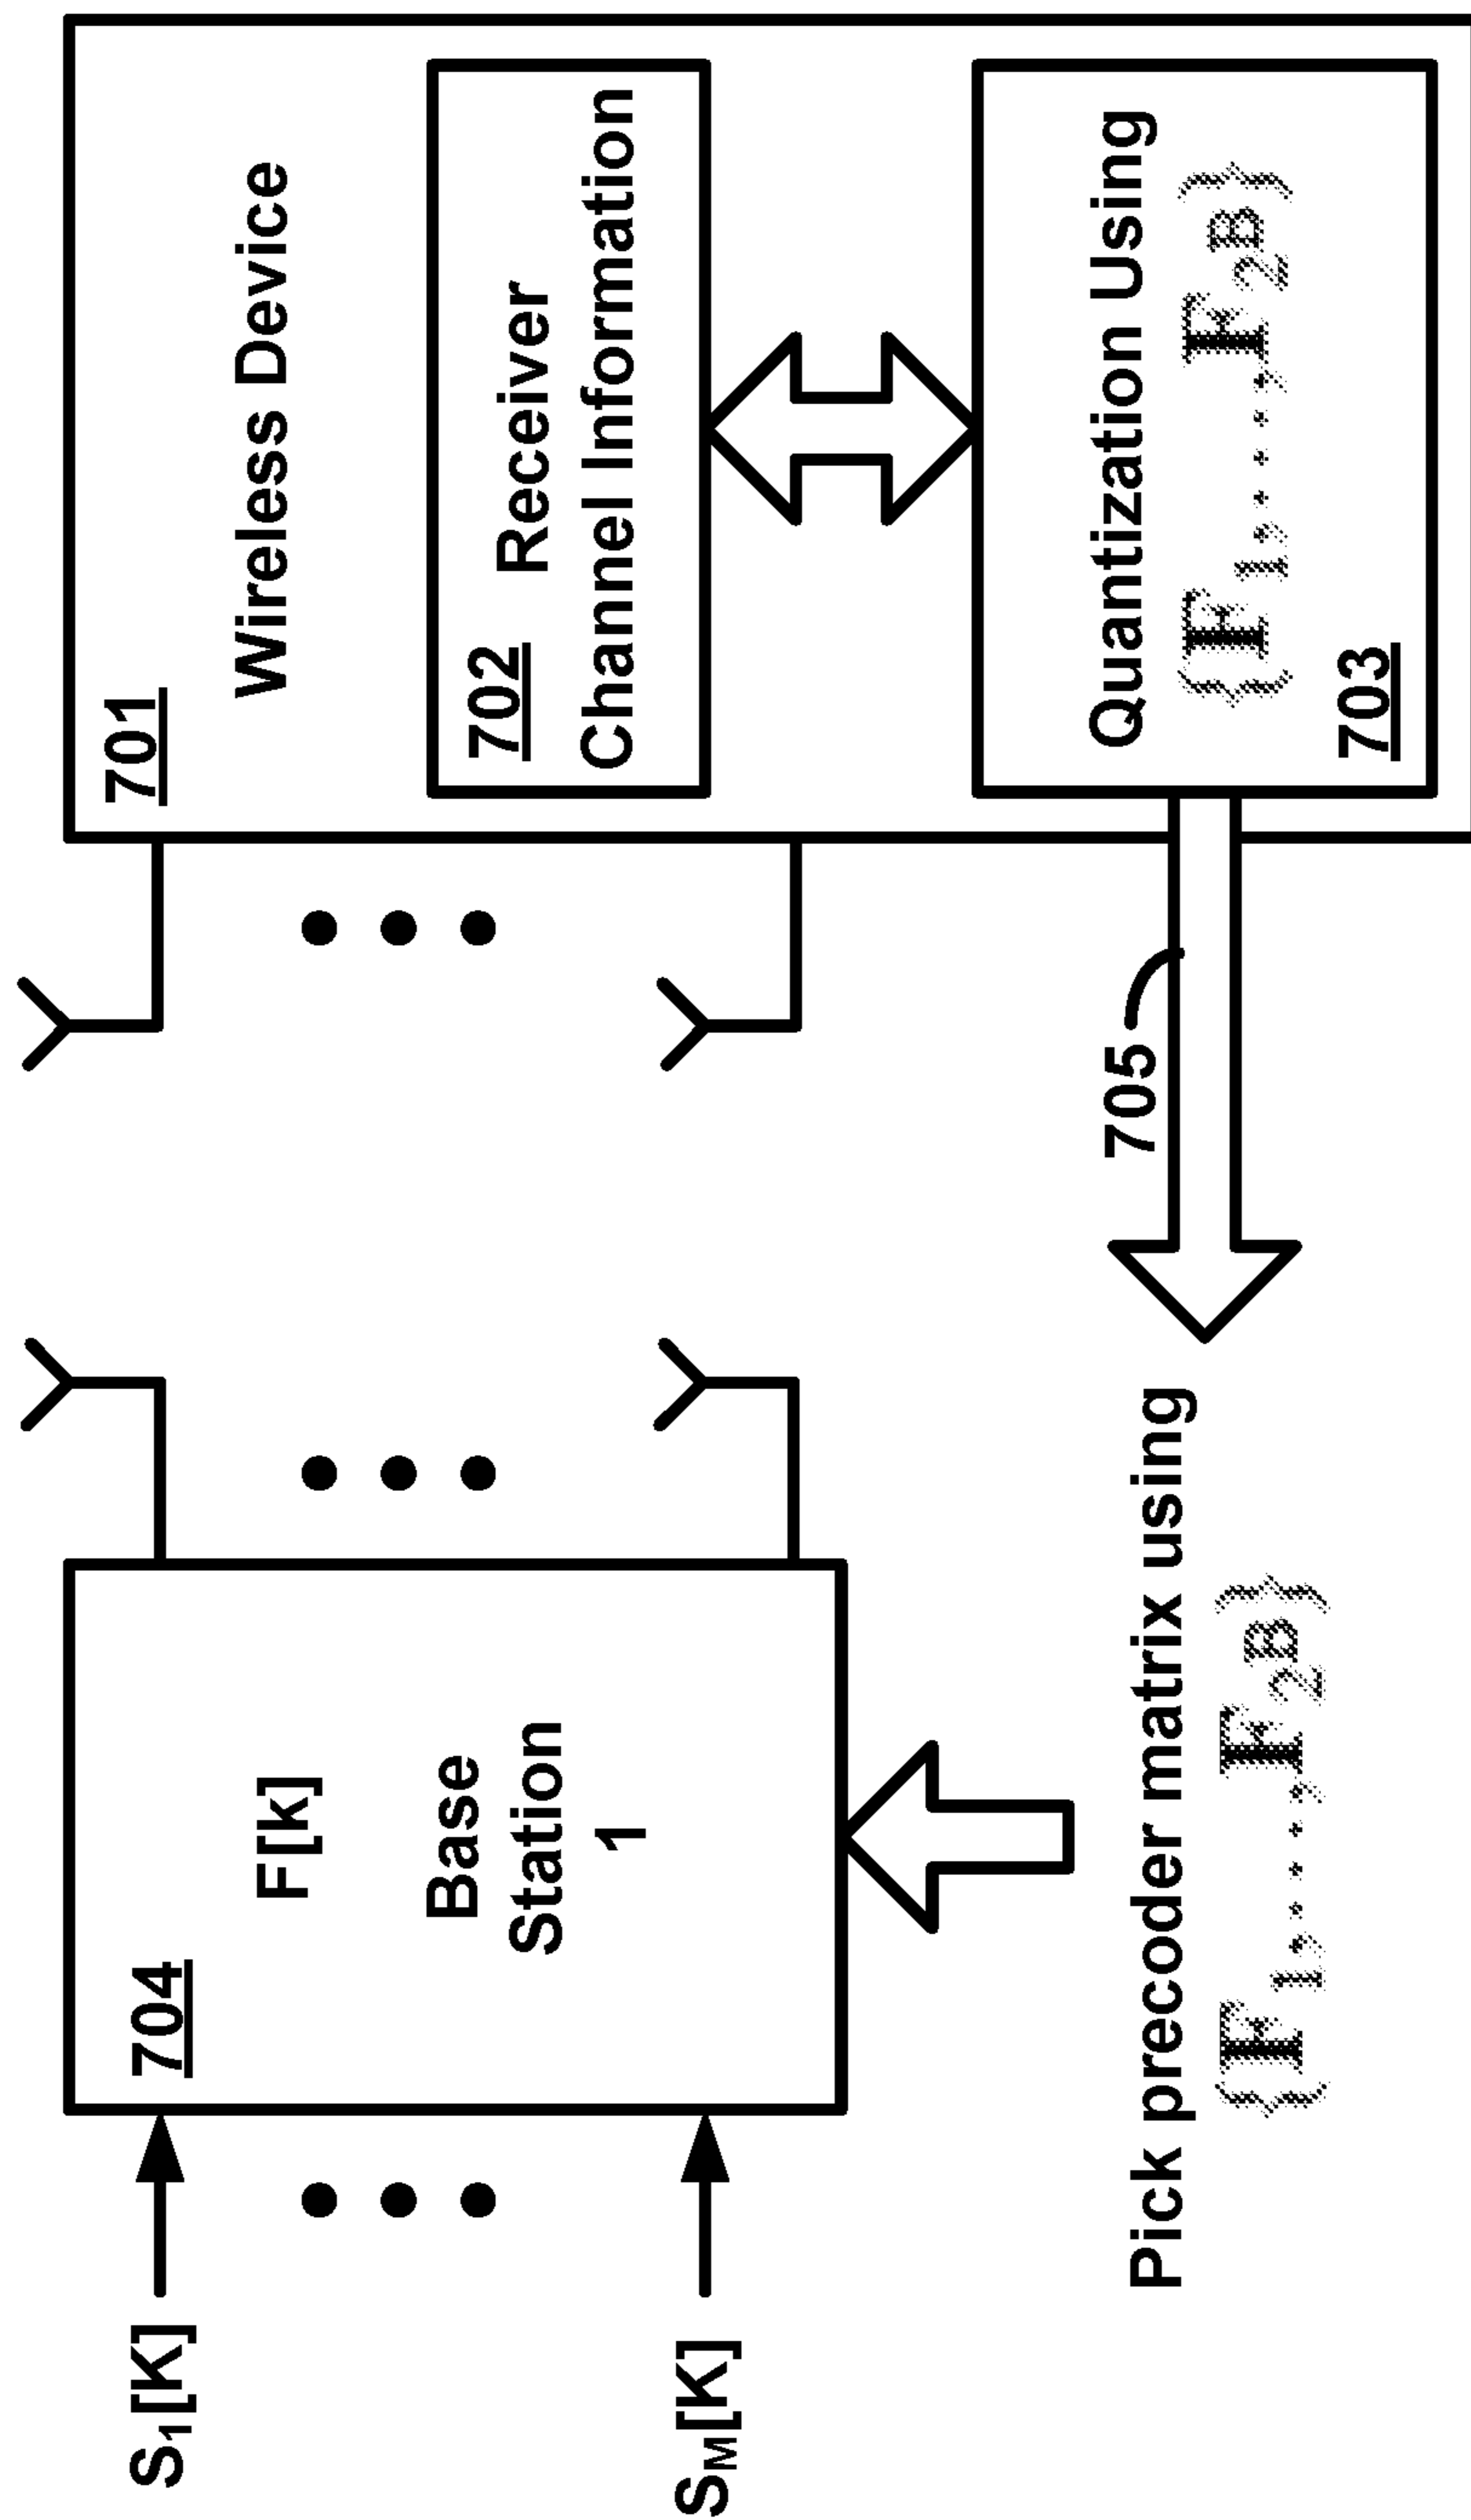 S1[K]
SM[K]
704
F[k]
Base
Station
1
Pick precoder matrix using
(F1,...,F2B)
705
701
Wireless Device
702
Receiver
Channel Information
Quantization Using
(F1,...,F2B)
703